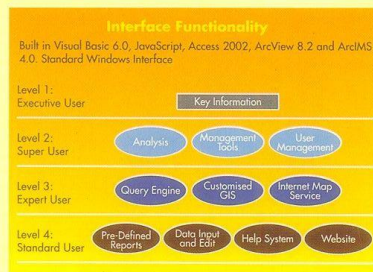 Interface Functionality
Built in Visual Basic 6.0, JavaScript, Access 2002, ArcView 8.2 and ArcIMS
4.0. Standard Windows Interface
Level 1:
Executive User
Key Information
Level 2:
Super User
Analysis
Management
Tools
User
Management
Level 3:
Expert User
Query Engine
Customised
GIS
Internet Map
Service
Level 4:
Standard User
Pre-Defined
Reports
Data Input
and Edit
Help System
Website